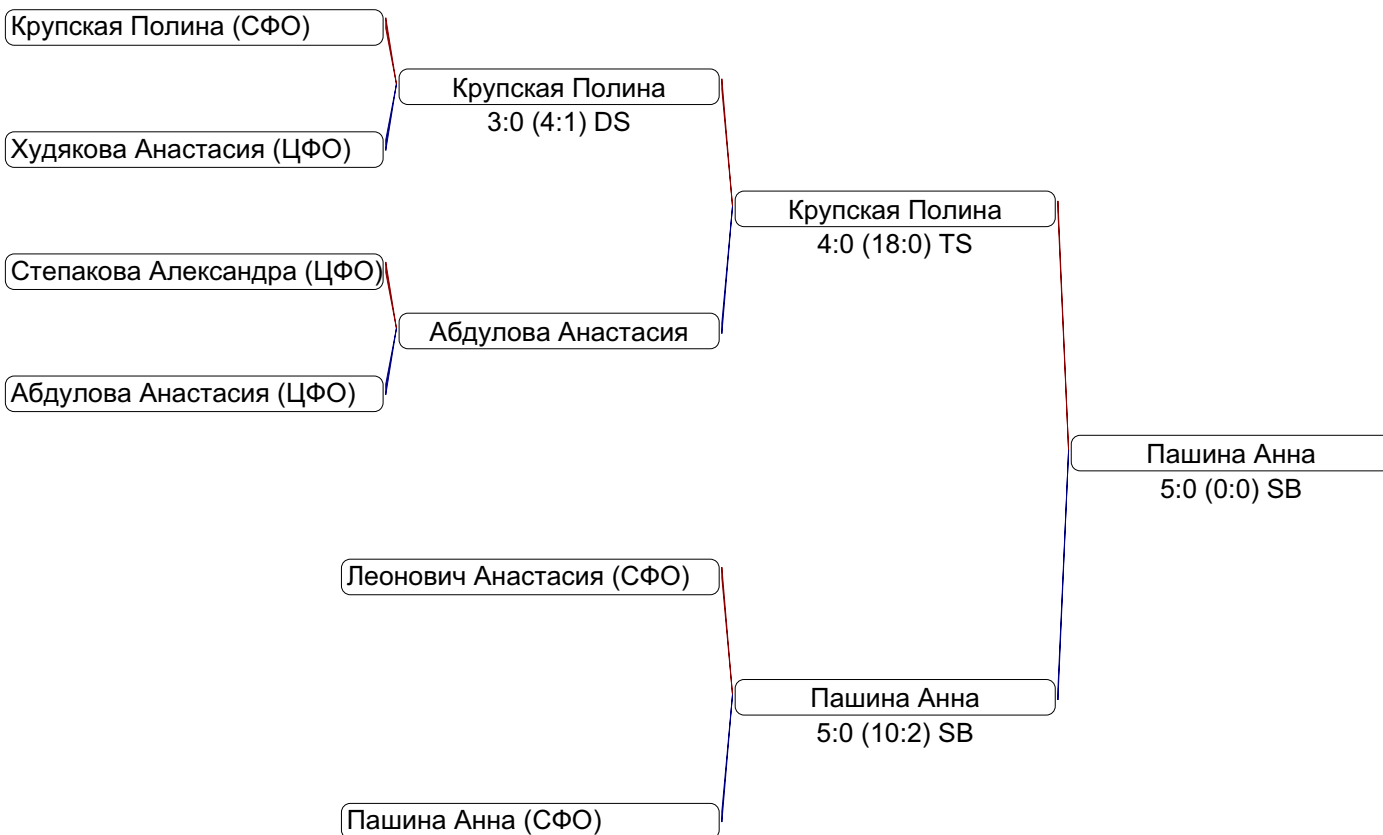 Крупская Полина (СФО)
Крупская Полина
3:0 (4:1) DS
Худякова Анастасия (ЦФО)
Крупская Полина
4:0 (18:0) TS
Степакова Александра (ЦФО)
Абдулова Анастасия
Абдулова Анастасия (ЦФО)
Пашина Анна
5:0 (0:0) SB
Леонович Анастасия (СФО)
Пашина Анна
5:0 (10:2) SB
Пашина Анна (СФО)